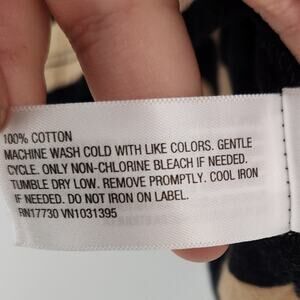 100% COTTON
MACHINE WASH COLD WITH LIKE COLORS. GENTLE
CYCLE. ONLY NON-CHLORINE BLEACH IF NEEDED.
TUMBLE DRY LOW. REMOVE PROMPTLY. COOL IRON
IF NEEDED. DO NOT IRON ON LABEL.
RN17730 VN1031395